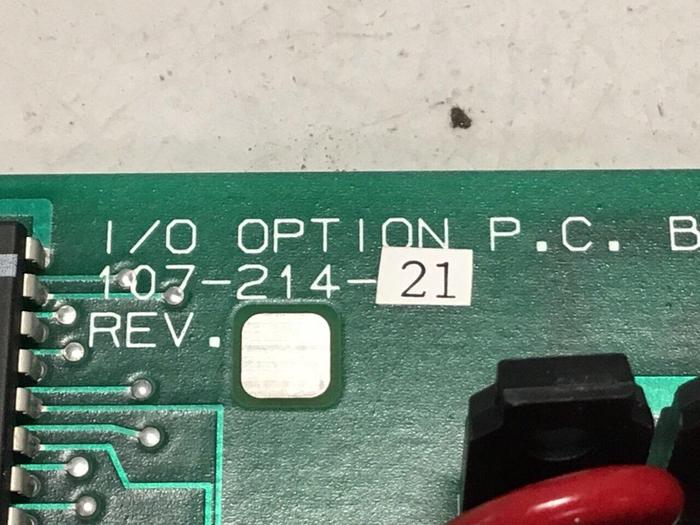 I/O OPTION P.C. B
107-214-21
REV.